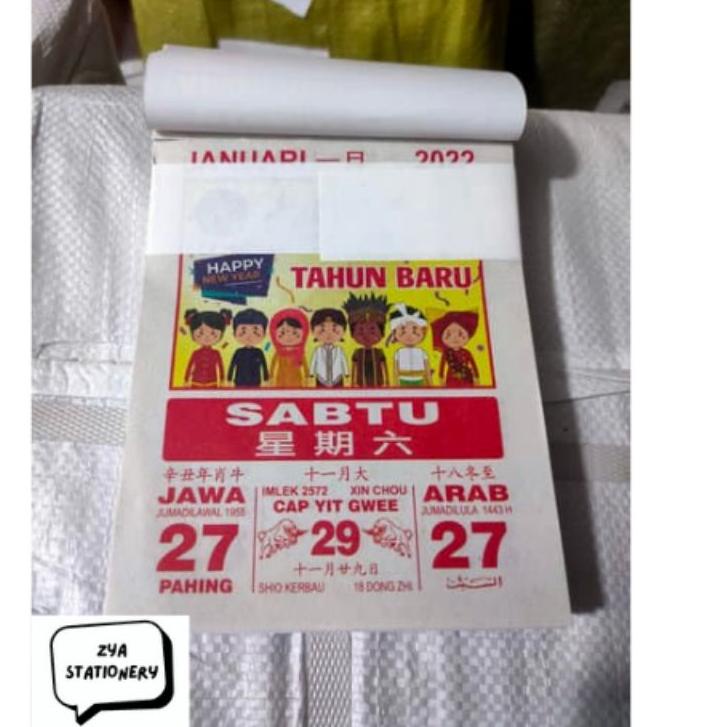 JANUARI 一月 2022
HAPPY
NEW YEAR
TAHUN BARU
SABTU
星期六
辛丑年肖牛 十一月大 十八冬至
JAWA
JUMADILAWAL 1955
27
PAHING
IMLEK 2572 XIN CHOU
CAP YIT GWEE
29
十一月廿九日
SHIO KERBAU 18 DONG ZHI
ARAB
JUMADILULA 1443 H
27
ZYA
STATIONERY